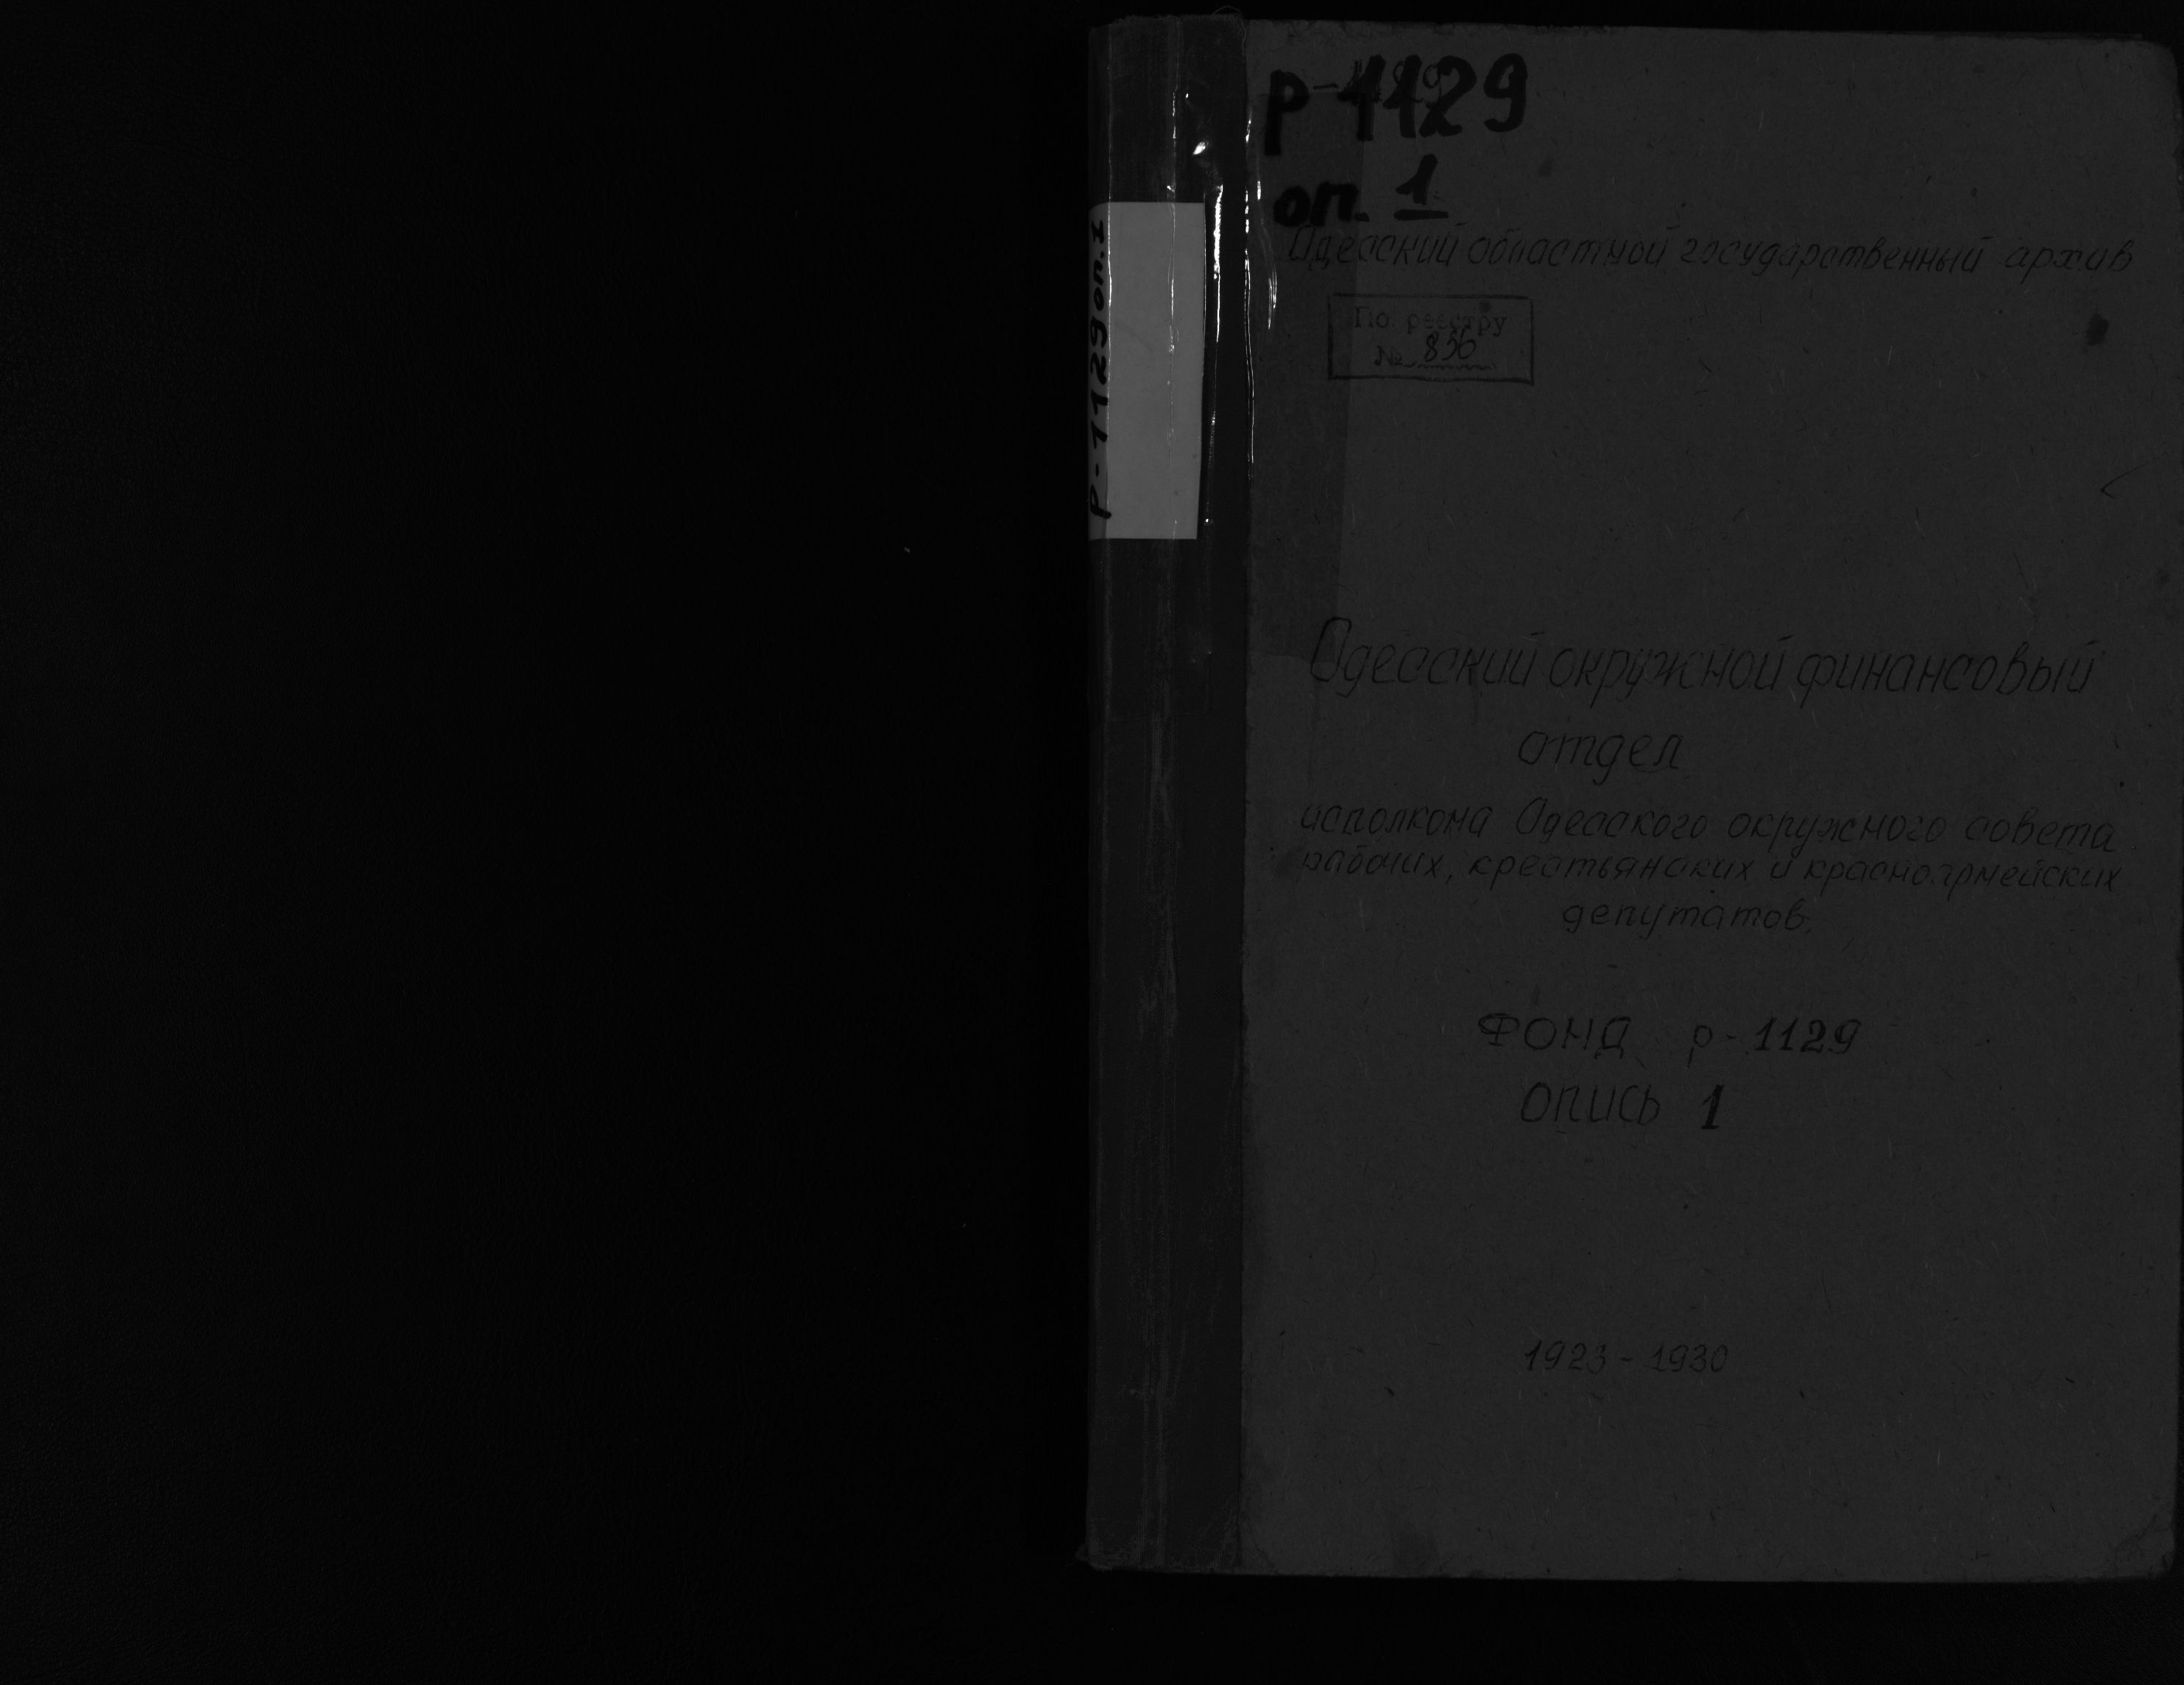 р-1129
оп. 1
Одесский областной государственный архив
По реестру
№ 856
р-1129 оп. 1
Одесский окружной финансовый
отдел
исполкома Одесского окружного совета
рабочих, крестьянских и красноармейских
депутатов.
ФОНД р-1129
ОПИСЬ 1
1923-1930